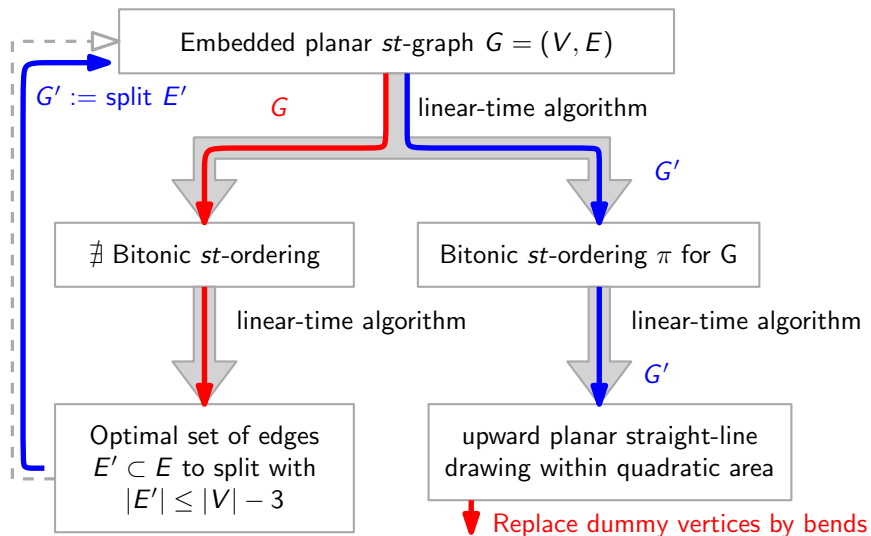 Embedded planar st-graph G = (V, E)
G′ := split E′
G
linear-time algorithm
G′
∄ Bitonic st-ordering
Bitonic st-ordering π for G
linear-time algorithm
linear-time algorithm
G′
Optimal set of edges
E′ ⊂ E to split with
|E′| ≤ |V| − 3
upward planar straight-line
drawing within quadratic area
Replace dummy vertices by bends